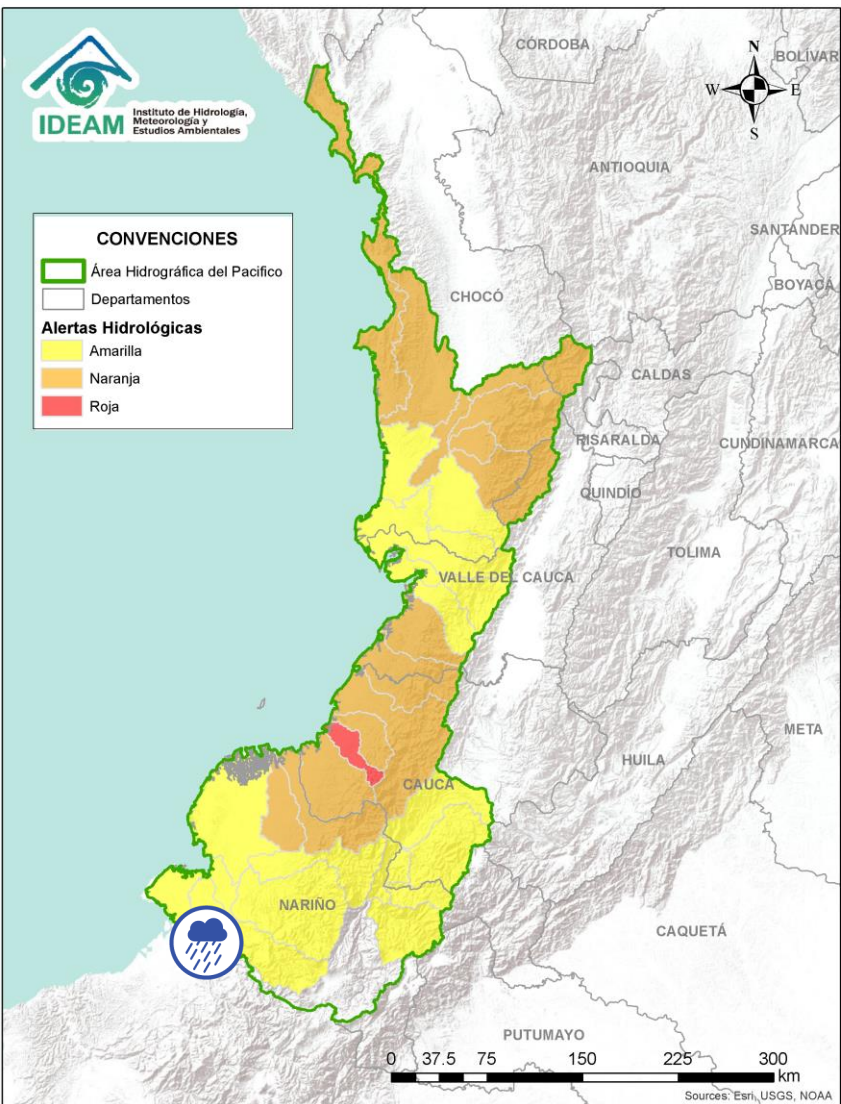 IDEAM
Instituto de Hidrología,
Meteorología y
Estudios Ambientales
CÓRDOBA
BOLÍVAR
N
W
E
S
ANTIOQUIA
SANTANDER
BOYACÁ
CONVENCIONES
Área Hidrográfica del Pacifico
Departamentos
Alertas Hidrológicas
Amarilla
Naranja
Roja
CHOCÓ
CALDAS
RISARALDA
CUNDINAMARCA
QUINDÍO
TOLIMA
VALLE DEL CAUCA
META
HUILA
CAUCA
NARIÑO
CAQUETÁ
PUTUMAYO
0 37.5 75 150 225 300
km
Sources: Esri, USGS, NOAA